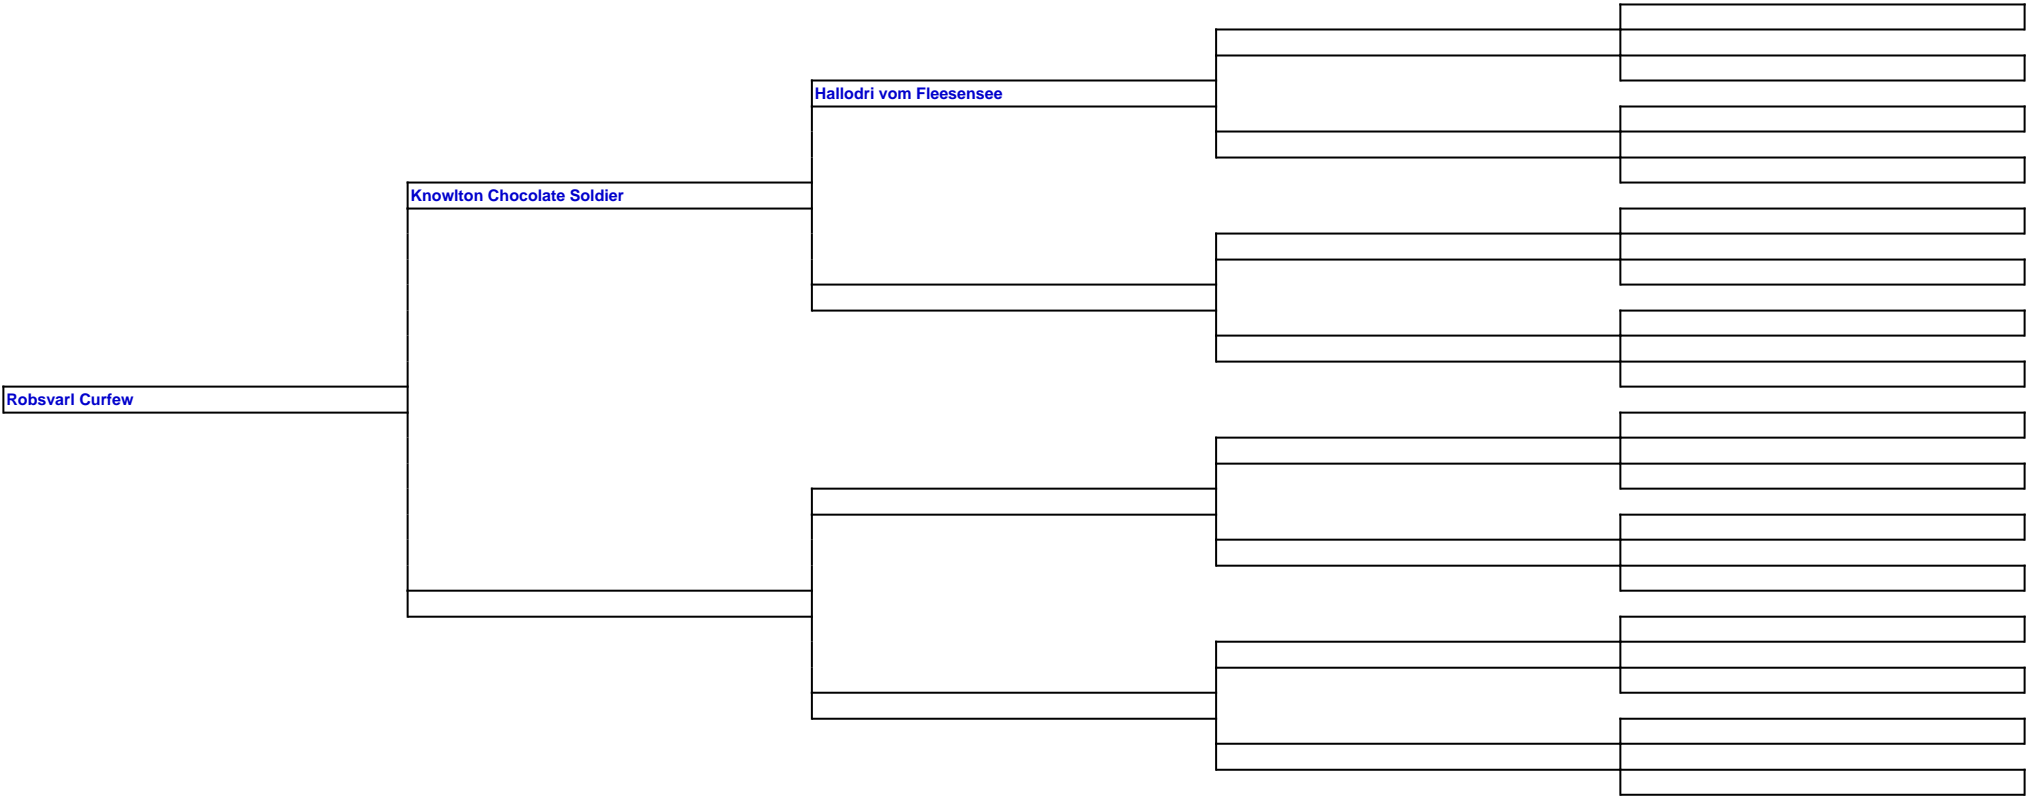 Hallodri vom Fleesensee
Knowlton Chocolate Soldier
Robsvarl Curfew